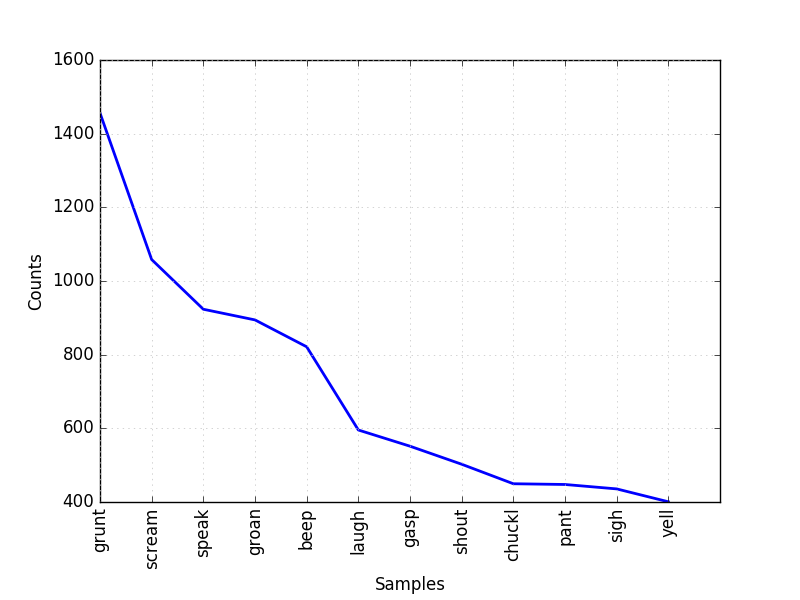 1600
1400
1200
1000
800
600
400
Counts
grunt
scream
speak
groan
beep
laugh
gasp
shout
chuckl
pant
sigh
yell
Samples